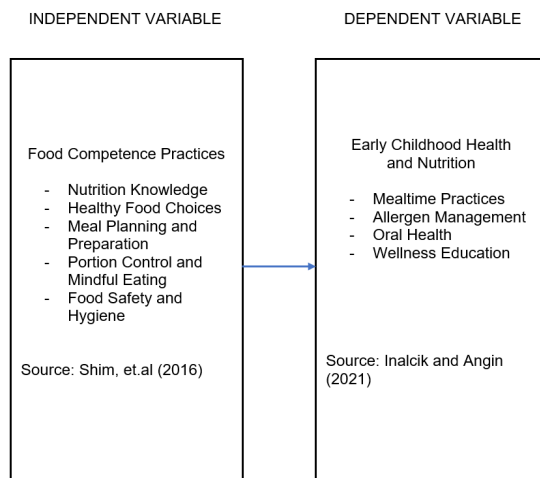 INDEPENDENT VARIABLE
Food Competence Practices
- Nutrition Knowledge
- Healthy Food Choices
- Meal Planning and
Preparation
- Portion Control and
Mindful Eating
- Food Safety and
Hygiene
Source: Shim, et.al (2016)
DEPENDENT VARIABLE
Early Childhood Health
and Nutrition
- Mealtime Practices
- Allergen Management
- Oral Health
- Wellness Education
Source: Inalcik and Angin
(2021)